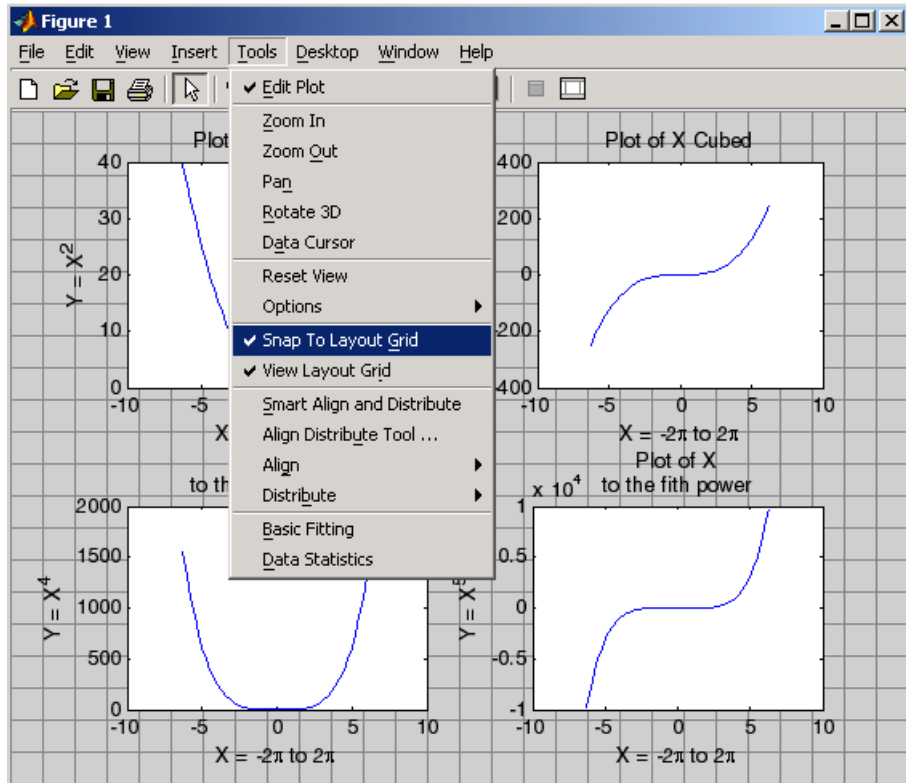 Figure 1
File Edit View Insert Tools Desktop Window Help
Edit Plot
Zoom In
Zoom Out
Pan
Rotate 3D
Data Cursor
Reset View
Options
Snap To Layout Grid
View Layout Grid
Smart Align and Distribute
Align Distribute Tool ...
Align
Distribute
Basic Fitting
Data Statistics
Plot
40
30
20
10
0
-10 -5
Y = X²
X
Plot of X Cubed
400
200
0
-200
-400
-10 -5 0 5 10
X = -2π to 2π
to th
2000
1500
1000
500
0
-10 -5 0 5 10
Y = X⁴
X = -2π to 2π
Plot of X
to the fith power
x 10⁴
1
0.5
0
-0.5
-1
-10 -5 0 5 10
Y = X⁵
X = -2π to 2π